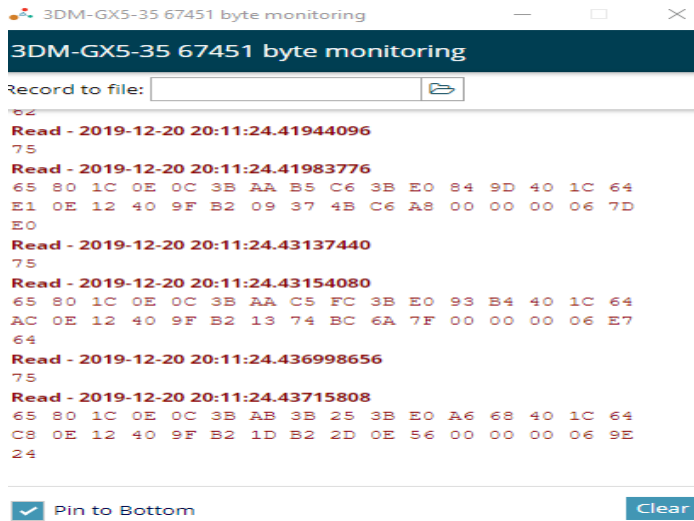 3DM-GX5-35 67451 byte monitoring
3DM-GX5-35 67451 byte monitoring
Record to file:
62
Read - 2019-12-20 20:11:24.41944096
75
Read - 2019-12-20 20:11:24.41983776
65 80 1C 0E 0C 3B AA B5 C6 3B E0 84 9D 40 1C 64
E1 0E 12 40 9F B2 09 37 4B C6 A8 00 00 00 06 7D
E0
Read - 2019-12-20 20:11:24.43137440
75
Read - 2019-12-20 20:11:24.43154080
65 80 1C 0E 0C 3B AA C5 FC 3B E0 93 B4 40 1C 64
AC 0E 12 40 9F B2 13 74 BC 6A 7F 00 00 00 06 E7
64
Read - 2019-12-20 20:11:24.436998656
75
Read - 2019-12-20 20:11:24.43715808
65 80 1C 0E 0C 3B AB 3B 25 3B E0 A6 68 40 1C 64
C8 0E 12 40 9F B2 1D B2 2D 0E 56 00 00 00 06 9E
24
Pin to Bottom
Clear